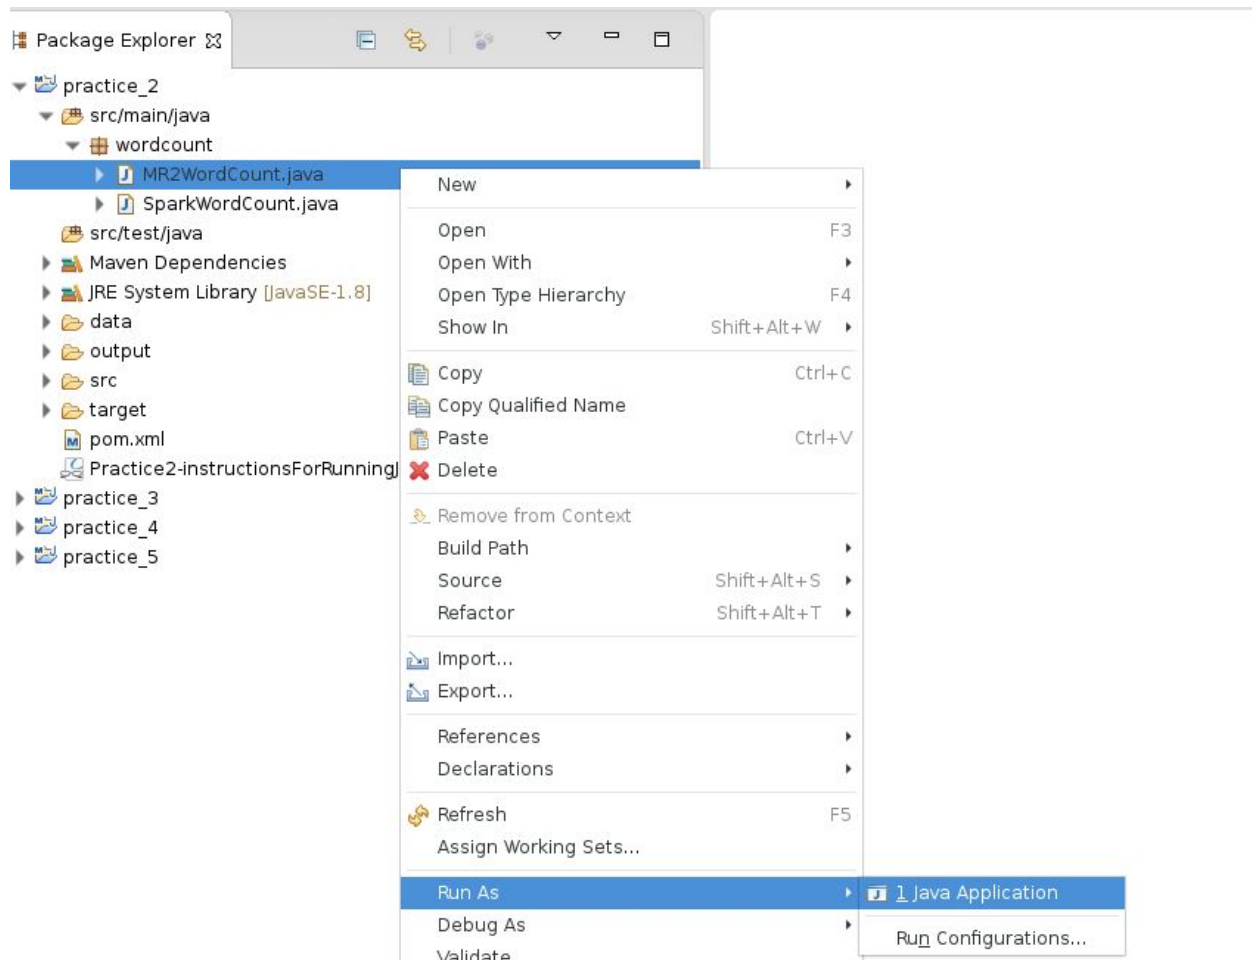 Package Explorer
practice_2
src/main/java
wordcount
MR2WordCount.java
SparkWordCount.java
src/test/java
Maven Dependencies
JRE System Library [JavaSE-1.8]
data
output
src
target
pom.xml
Practice2-instructionsForRunningJ
practice_3
practice_4
practice_5
New
Open F3
Open With
Open Type Hierarchy F4
Show In Shift+Alt+W
Copy Ctrl+C
Copy Qualified Name
Paste Ctrl+V
Delete
Remove from Context
Build Path
Source Shift+Alt+S
Refactor Shift+Alt+T
Import...
Export...
References
Declarations
Refresh F5
Assign Working Sets...
Run As
Debug As
Validate
1 Java Application
Run Configurations...